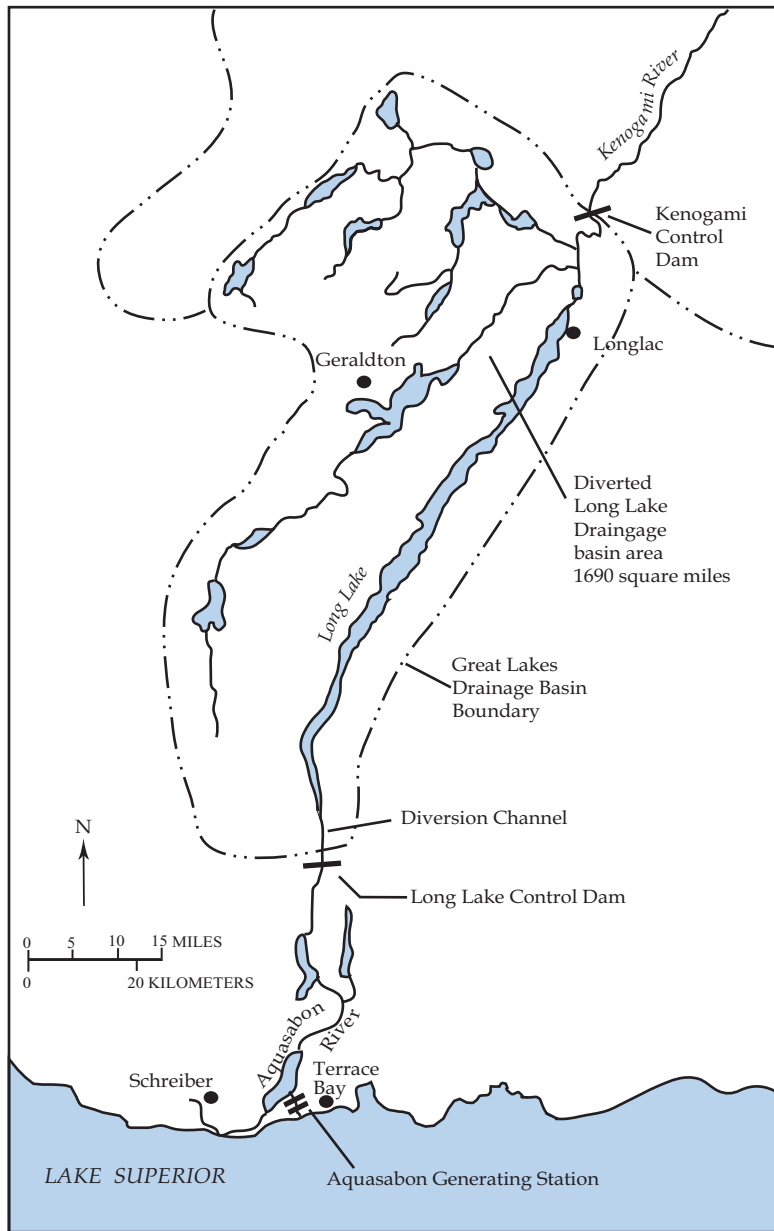 Kenogami River
Kenogami
Control
Dam
Longlac
Geraldton
Diverted
Long Lake
Draingage
basin area
1690 square miles
Long Lake
Great Lakes
Drainage Basin
Boundary
Diversion Channel
N
Long Lake Control Dam
0 5 10 15 MILES
0 20 KILOMETERS
Aquasabon
River
Schreiber
Terrace
Bay
LAKE SUPERIOR
Aquasabon Generating Station